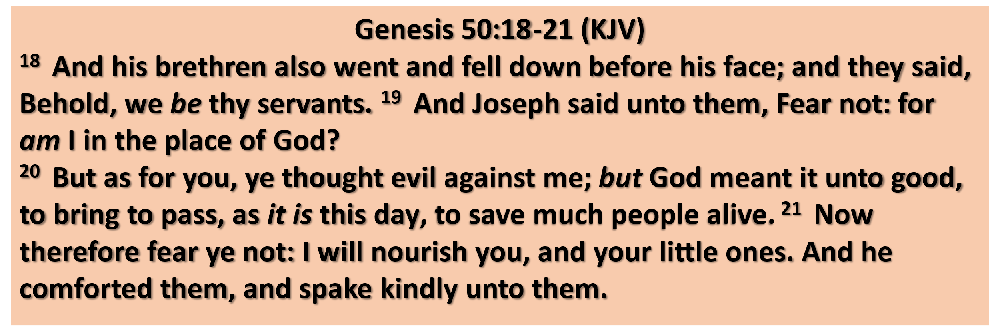 Genesis 50:18-21 (KJV)
18 And his brethren also went and fell down before his face; and they said,
Behold, we be thy servants. 19 And Joseph said unto them, Fear not: for
am I in the place of God?
20 But as for you, ye thought evil against me; but God meant it unto good,
to bring to pass, as it is this day, to save much people alive. 21 Now
therefore fear ye not: I will nourish you, and your little ones. And he
comforted them, and spake kindly unto them.